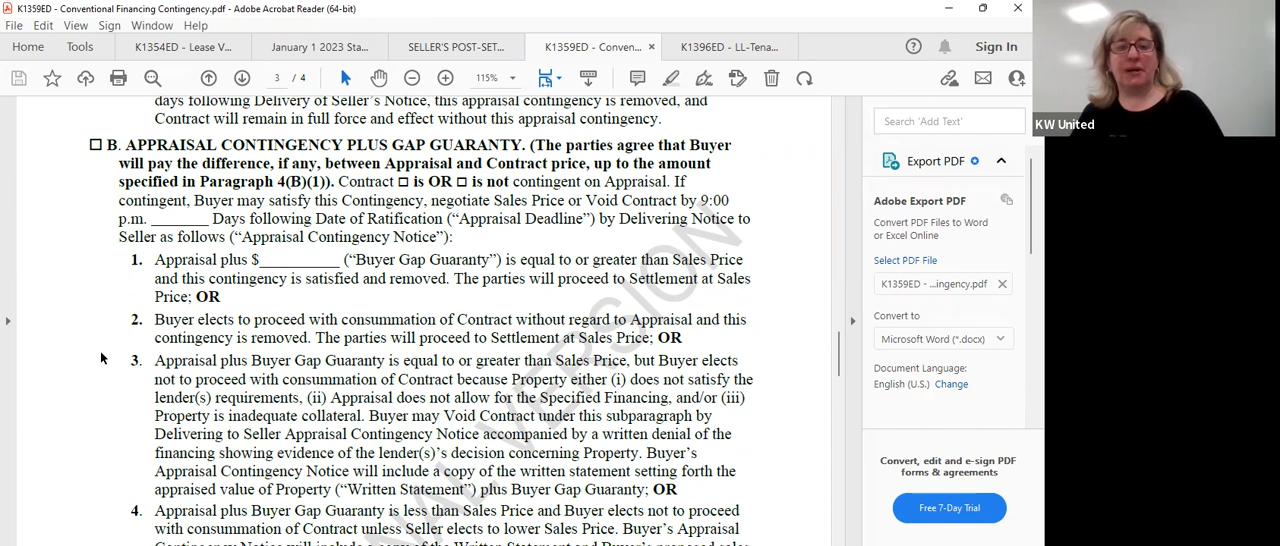 K1359ED - Conventional Financing Contingency.pdf - Adobe Acrobat Reader (64-bit)
File Edit View Sign Window Help
Home Tools K1354ED - Lease V... January 1 2023 Sta... SELLER'S POST-SET... K1359ED - Conven... × K1396ED - LL-Tena... Sign In
3 / 4 115%
KW United
days following Delivery of Seller's Notice, this appraisal contingency is removed, and
Contract will remain in full force and effect without this appraisal contingency.
☐ B. APPRAISAL CONTINGENCY PLUS GAP GUARANTY. (The parties agree that Buyer
will pay the difference, if any, between Appraisal and Contract price, up to the amount
specified in Paragraph 4(B)(1)). Contract ☐ is OR ☐ is not contingent on Appraisal. If
contingent, Buyer may satisfy this Contingency, negotiate Sales Price or Void Contract by 9:00
p.m. _______ Days following Date of Ratification ("Appraisal Deadline") by Delivering Notice to
Seller as follows ("Appraisal Contingency Notice"):
1. Appraisal plus $__________ ("Buyer Gap Guaranty") is equal to or greater than Sales Price
and this contingency is satisfied and removed. The parties will proceed to Settlement at Sales
Price; OR
2. Buyer elects to proceed with consummation of Contract without regard to Appraisal and this
contingency is removed. The parties will proceed to Settlement at Sales Price; OR
3. Appraisal plus Buyer Gap Guaranty is equal to or greater than Sales Price, but Buyer elects
not to proceed with consummation of Contract because Property either (i) does not satisfy the
lender(s) requirements, (ii) Appraisal does not allow for the Specified Financing, and/or (iii)
Property is inadequate collateral. Buyer may Void Contract under this subparagraph by
Delivering to Seller Appraisal Contingency Notice accompanied by a written denial of the
financing showing evidence of the lender(s)'s decision concerning Property. Buyer's
Appraisal Contingency Notice will include a copy of the written statement setting forth the
appraised value of Property ("Written Statement") plus Buyer Gap Guaranty; OR
4. Appraisal plus Buyer Gap Guaranty is less than Sales Price and Buyer elects not to proceed
with consummation of Contract unless Seller elects to lower Sales Price. Buyer's Appraisal
Contingency Notice will include a copy of the Written Statement and Buyer's proposed sales
NAL VERSION
Search 'Add Text'
Export PDF
Adobe Export PDF
Convert PDF Files to Word
or Excel Online
Select PDF File
K1359ED - ...ingency.pdf
Convert to
Microsoft Word (*.docx)
Document Language:
English (U.S.) Change
Convert, edit and e-sign PDF
forms & agreements
Free 7-Day Trial